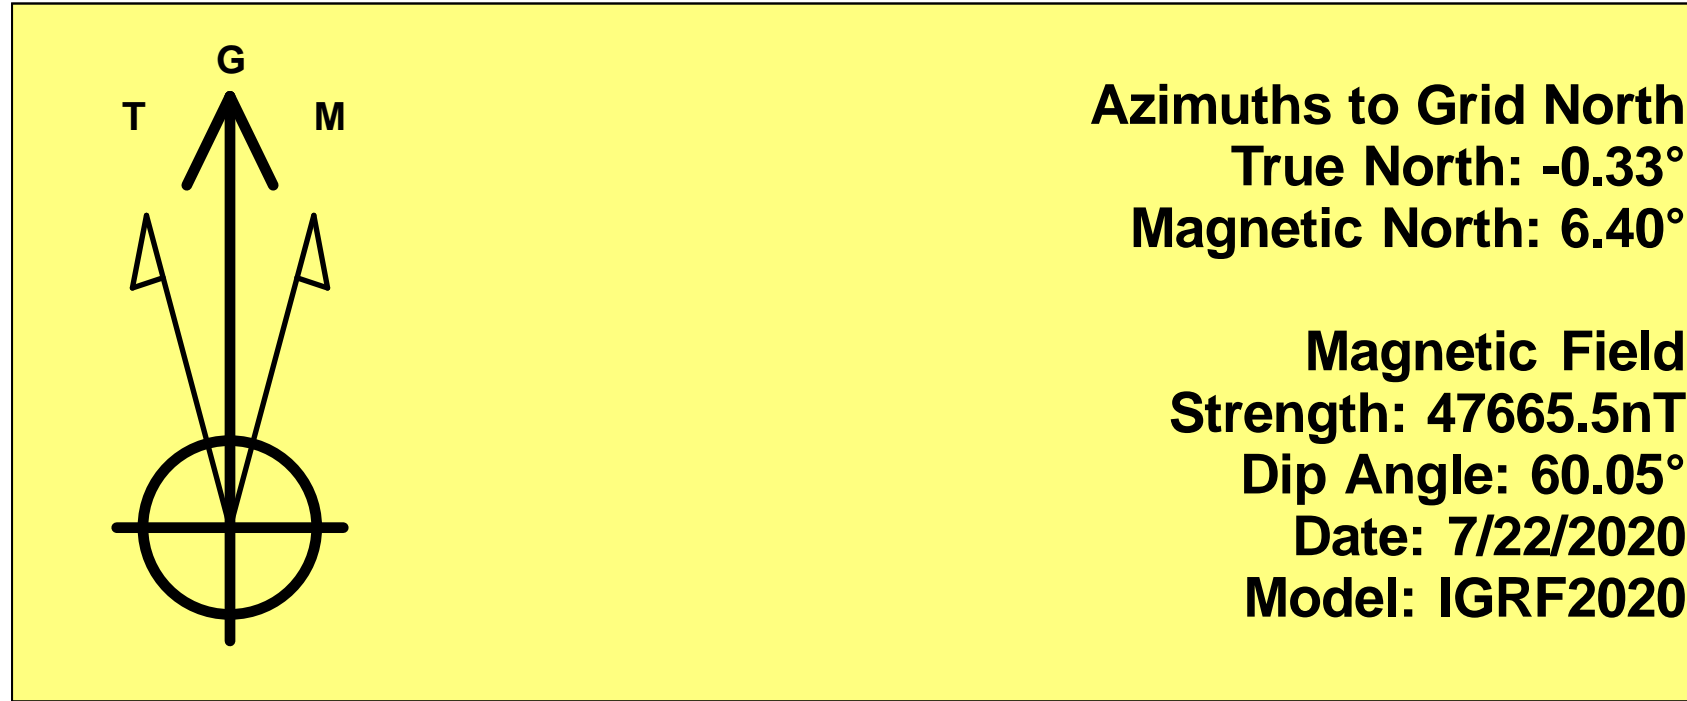 G
T M
Azimuths to Grid North
True North: -0.33°
Magnetic North: 6.40°
Magnetic Field
Strength: 47665.5nT
Dip Angle: 60.05°
Date: 7/22/2020
Model: IGRF2020